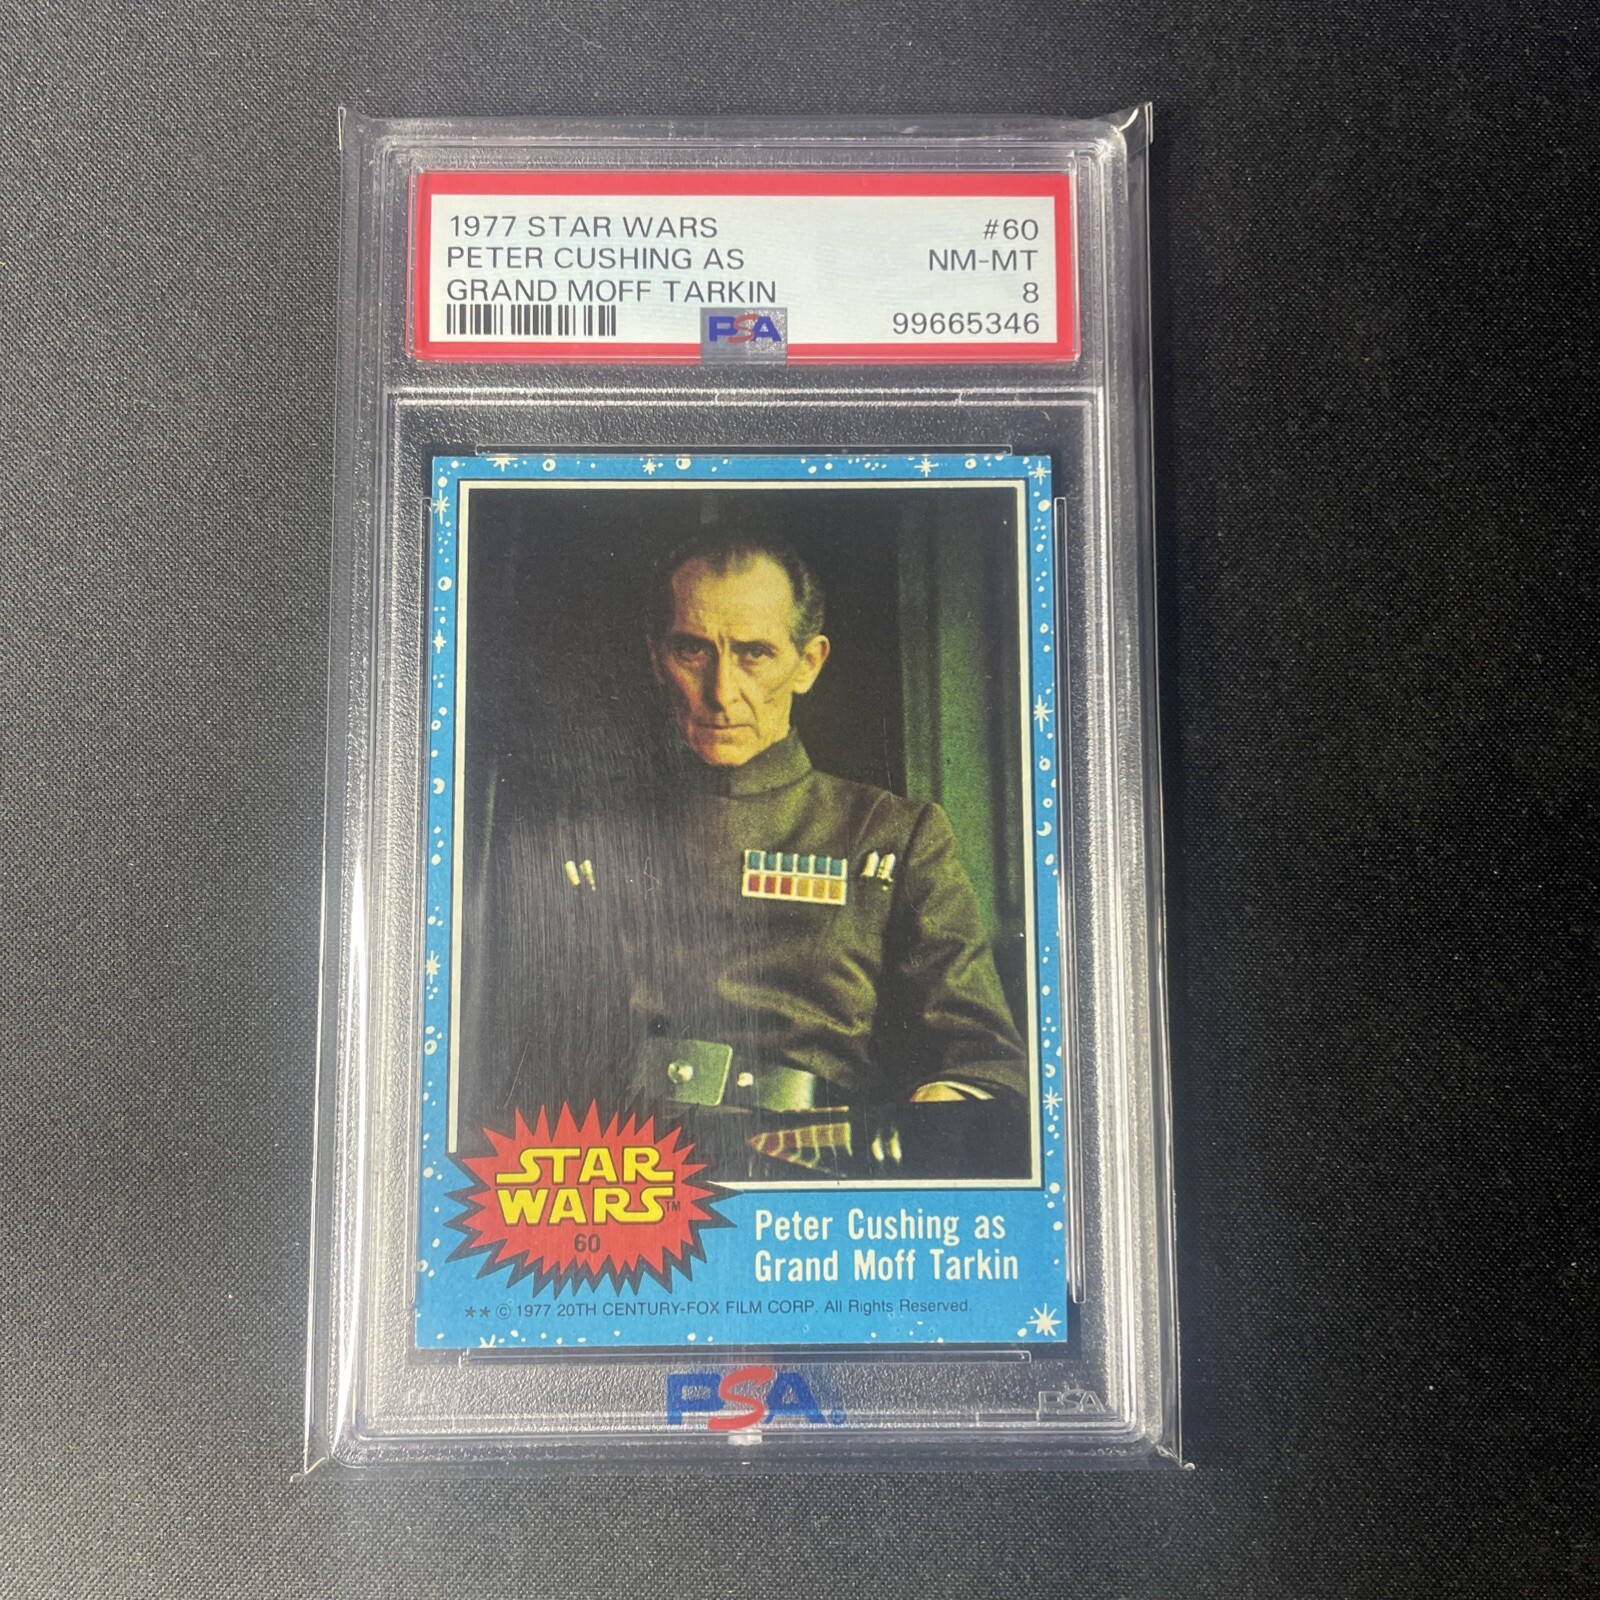 1977 STAR WARS #60
PETER CUSHING AS NM-MT
GRAND MOFF TARKIN 8
PSA 99665346
STAR
WARS™
60
Peter Cushing as
Grand Moff Tarkin
** © 1977 20TH CENTURY-FOX FILM CORP. All Rights Reserved.
PSA®
PSA